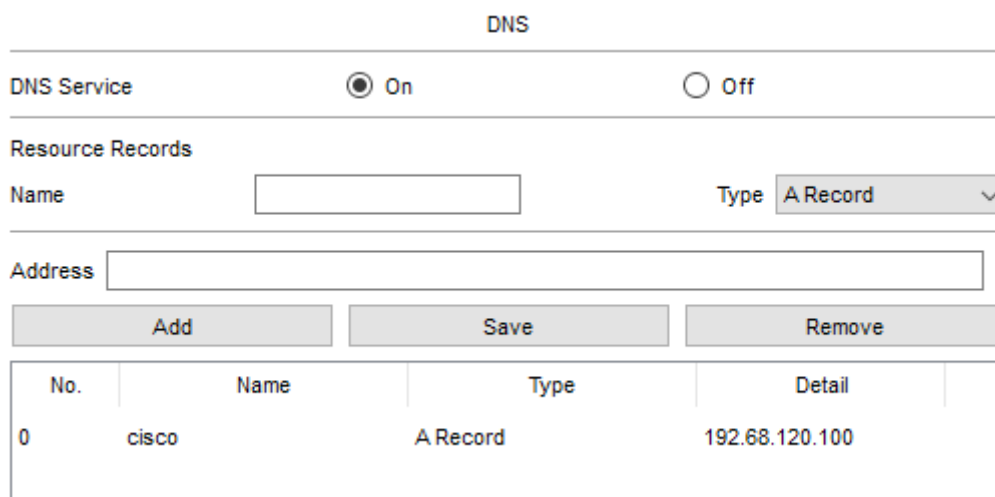 DNS
DNS Service On Off
Resource Records
Name Type A Record
Address
Add Save Remove
No. Name Type Detail
0 cisco A Record 192.68.120.100